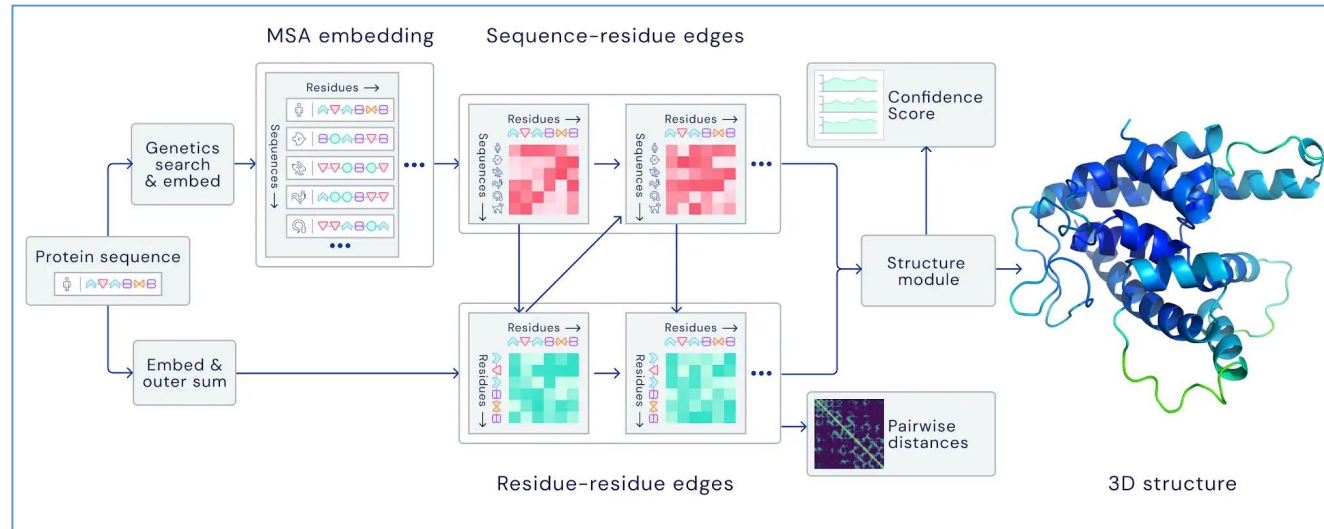 MSA embedding
Sequence–residue edges
Residues →
Sequences →
Genetics
search
& embed
Protein sequence
Embed &
outer sum
Residues →
Sequences →
Residues →
Sequences →
Confidence
Score
Structure
module
Residues →
Residues →
Residues →
Residues →
Pairwise
distances
Residue–residue edges
3D structure